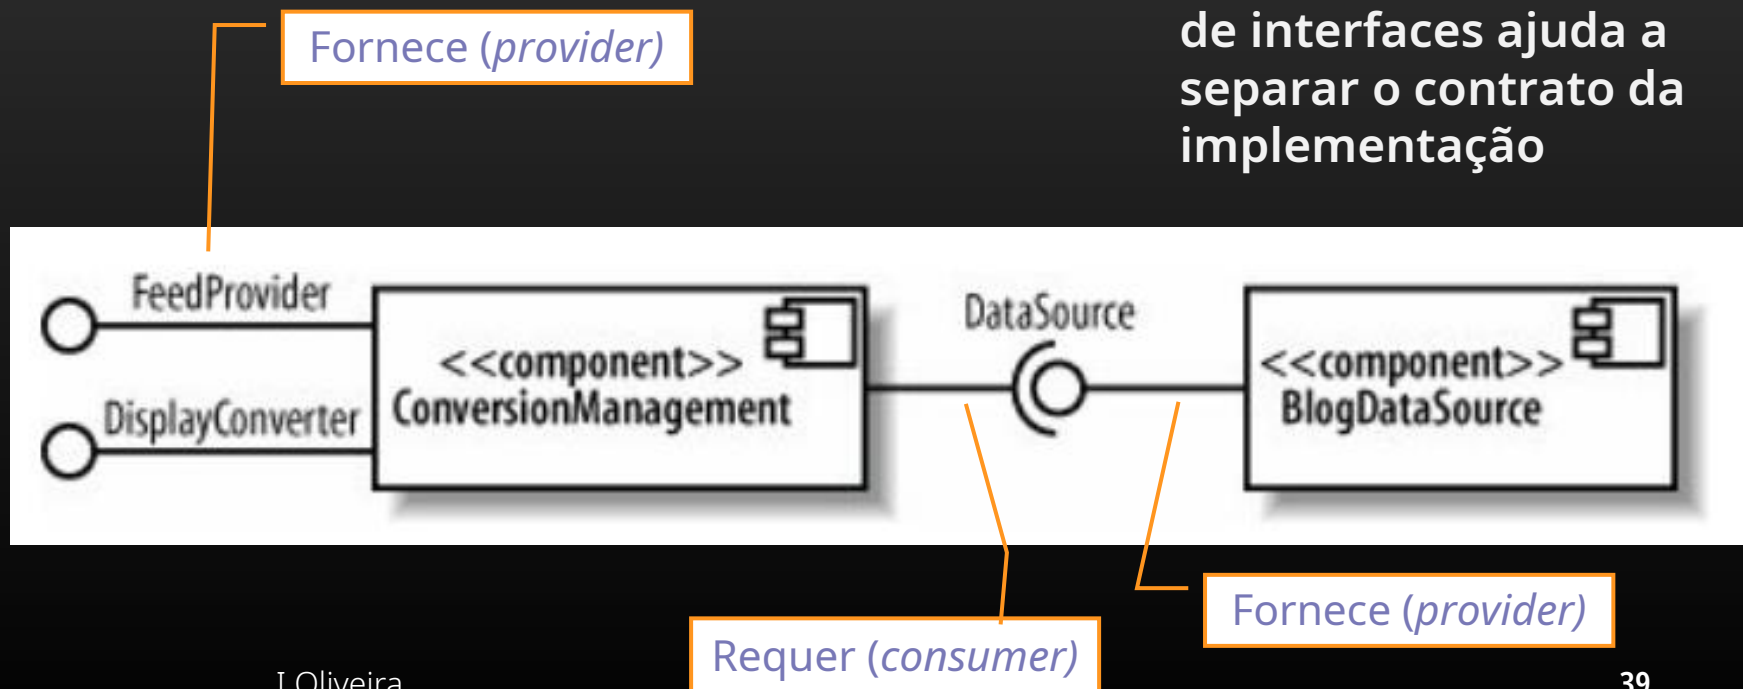 Fornece (provider)
de interfaces ajuda a
separar o contrato da
implementação
FeedProvider
DisplayConverter
<<component>>
ConversionManagement
DataSource
<<component>>
BlogDataSource
Fornece (provider)
Requer (consumer)
I Oliveira
39